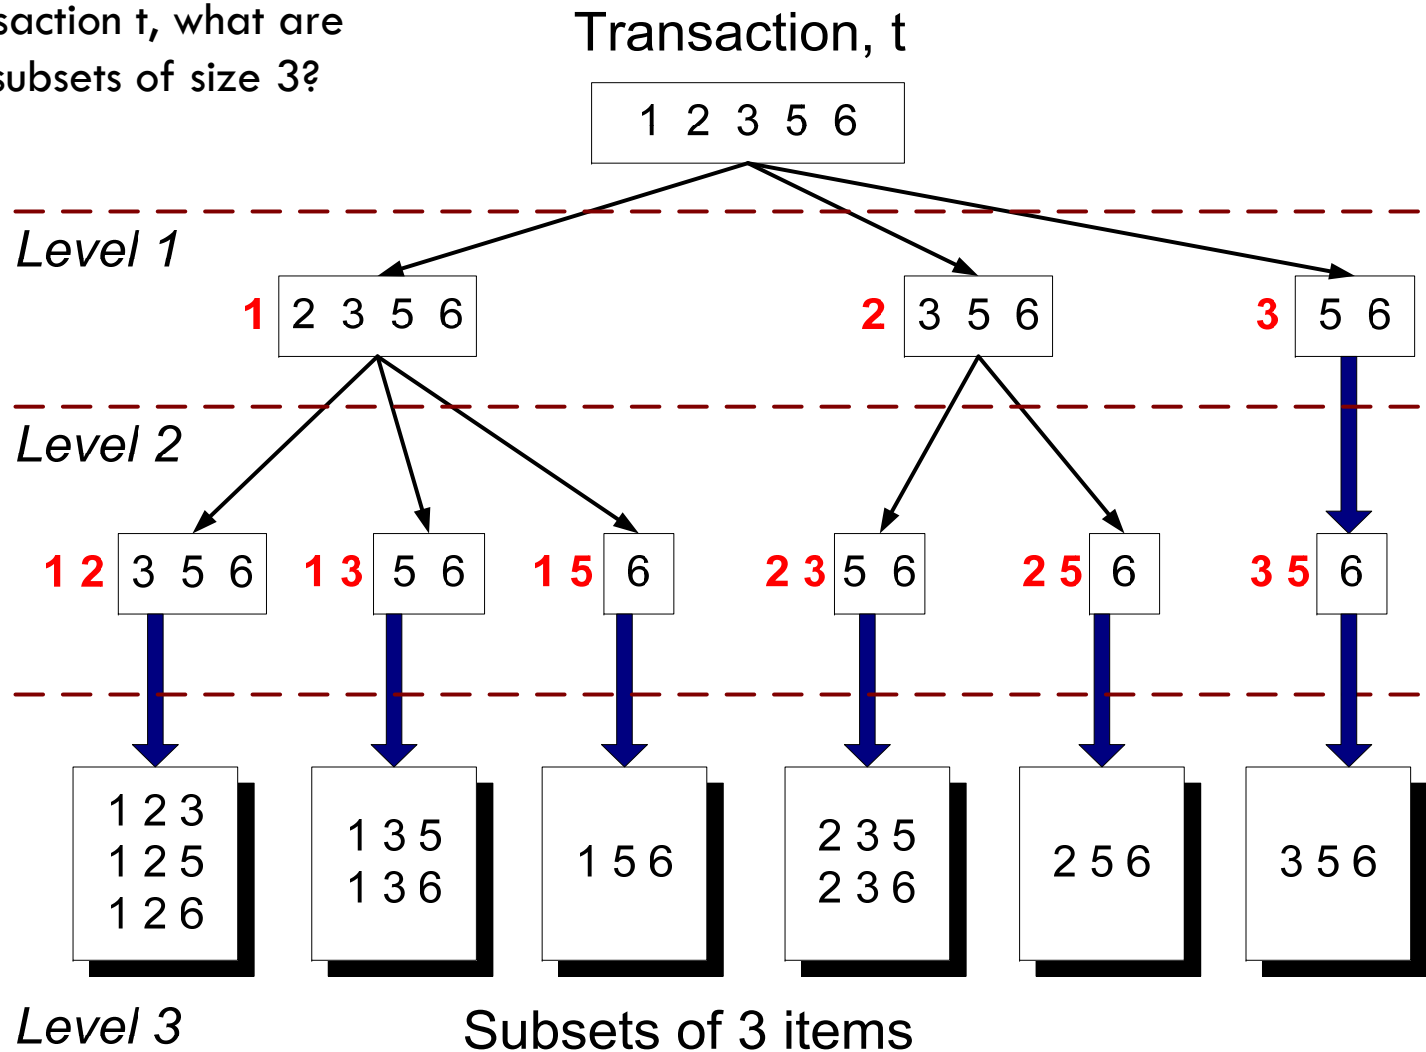 saction t, what are
subsets of size 3?
Transaction, t
1 2 3 5 6
Level 1
1 2 3 5 6
2 3 5 6
3 5 6
Level 2
1 2 3 5 6
1 3 5 6
1 5 6
2 3 5 6
2 5 6
3 5 6
1 2 3
1 2 5
1 2 6
1 3 5
1 3 6
1 5 6
2 3 5
2 3 6
2 5 6
3 5 6
Level 3
Subsets of 3 items